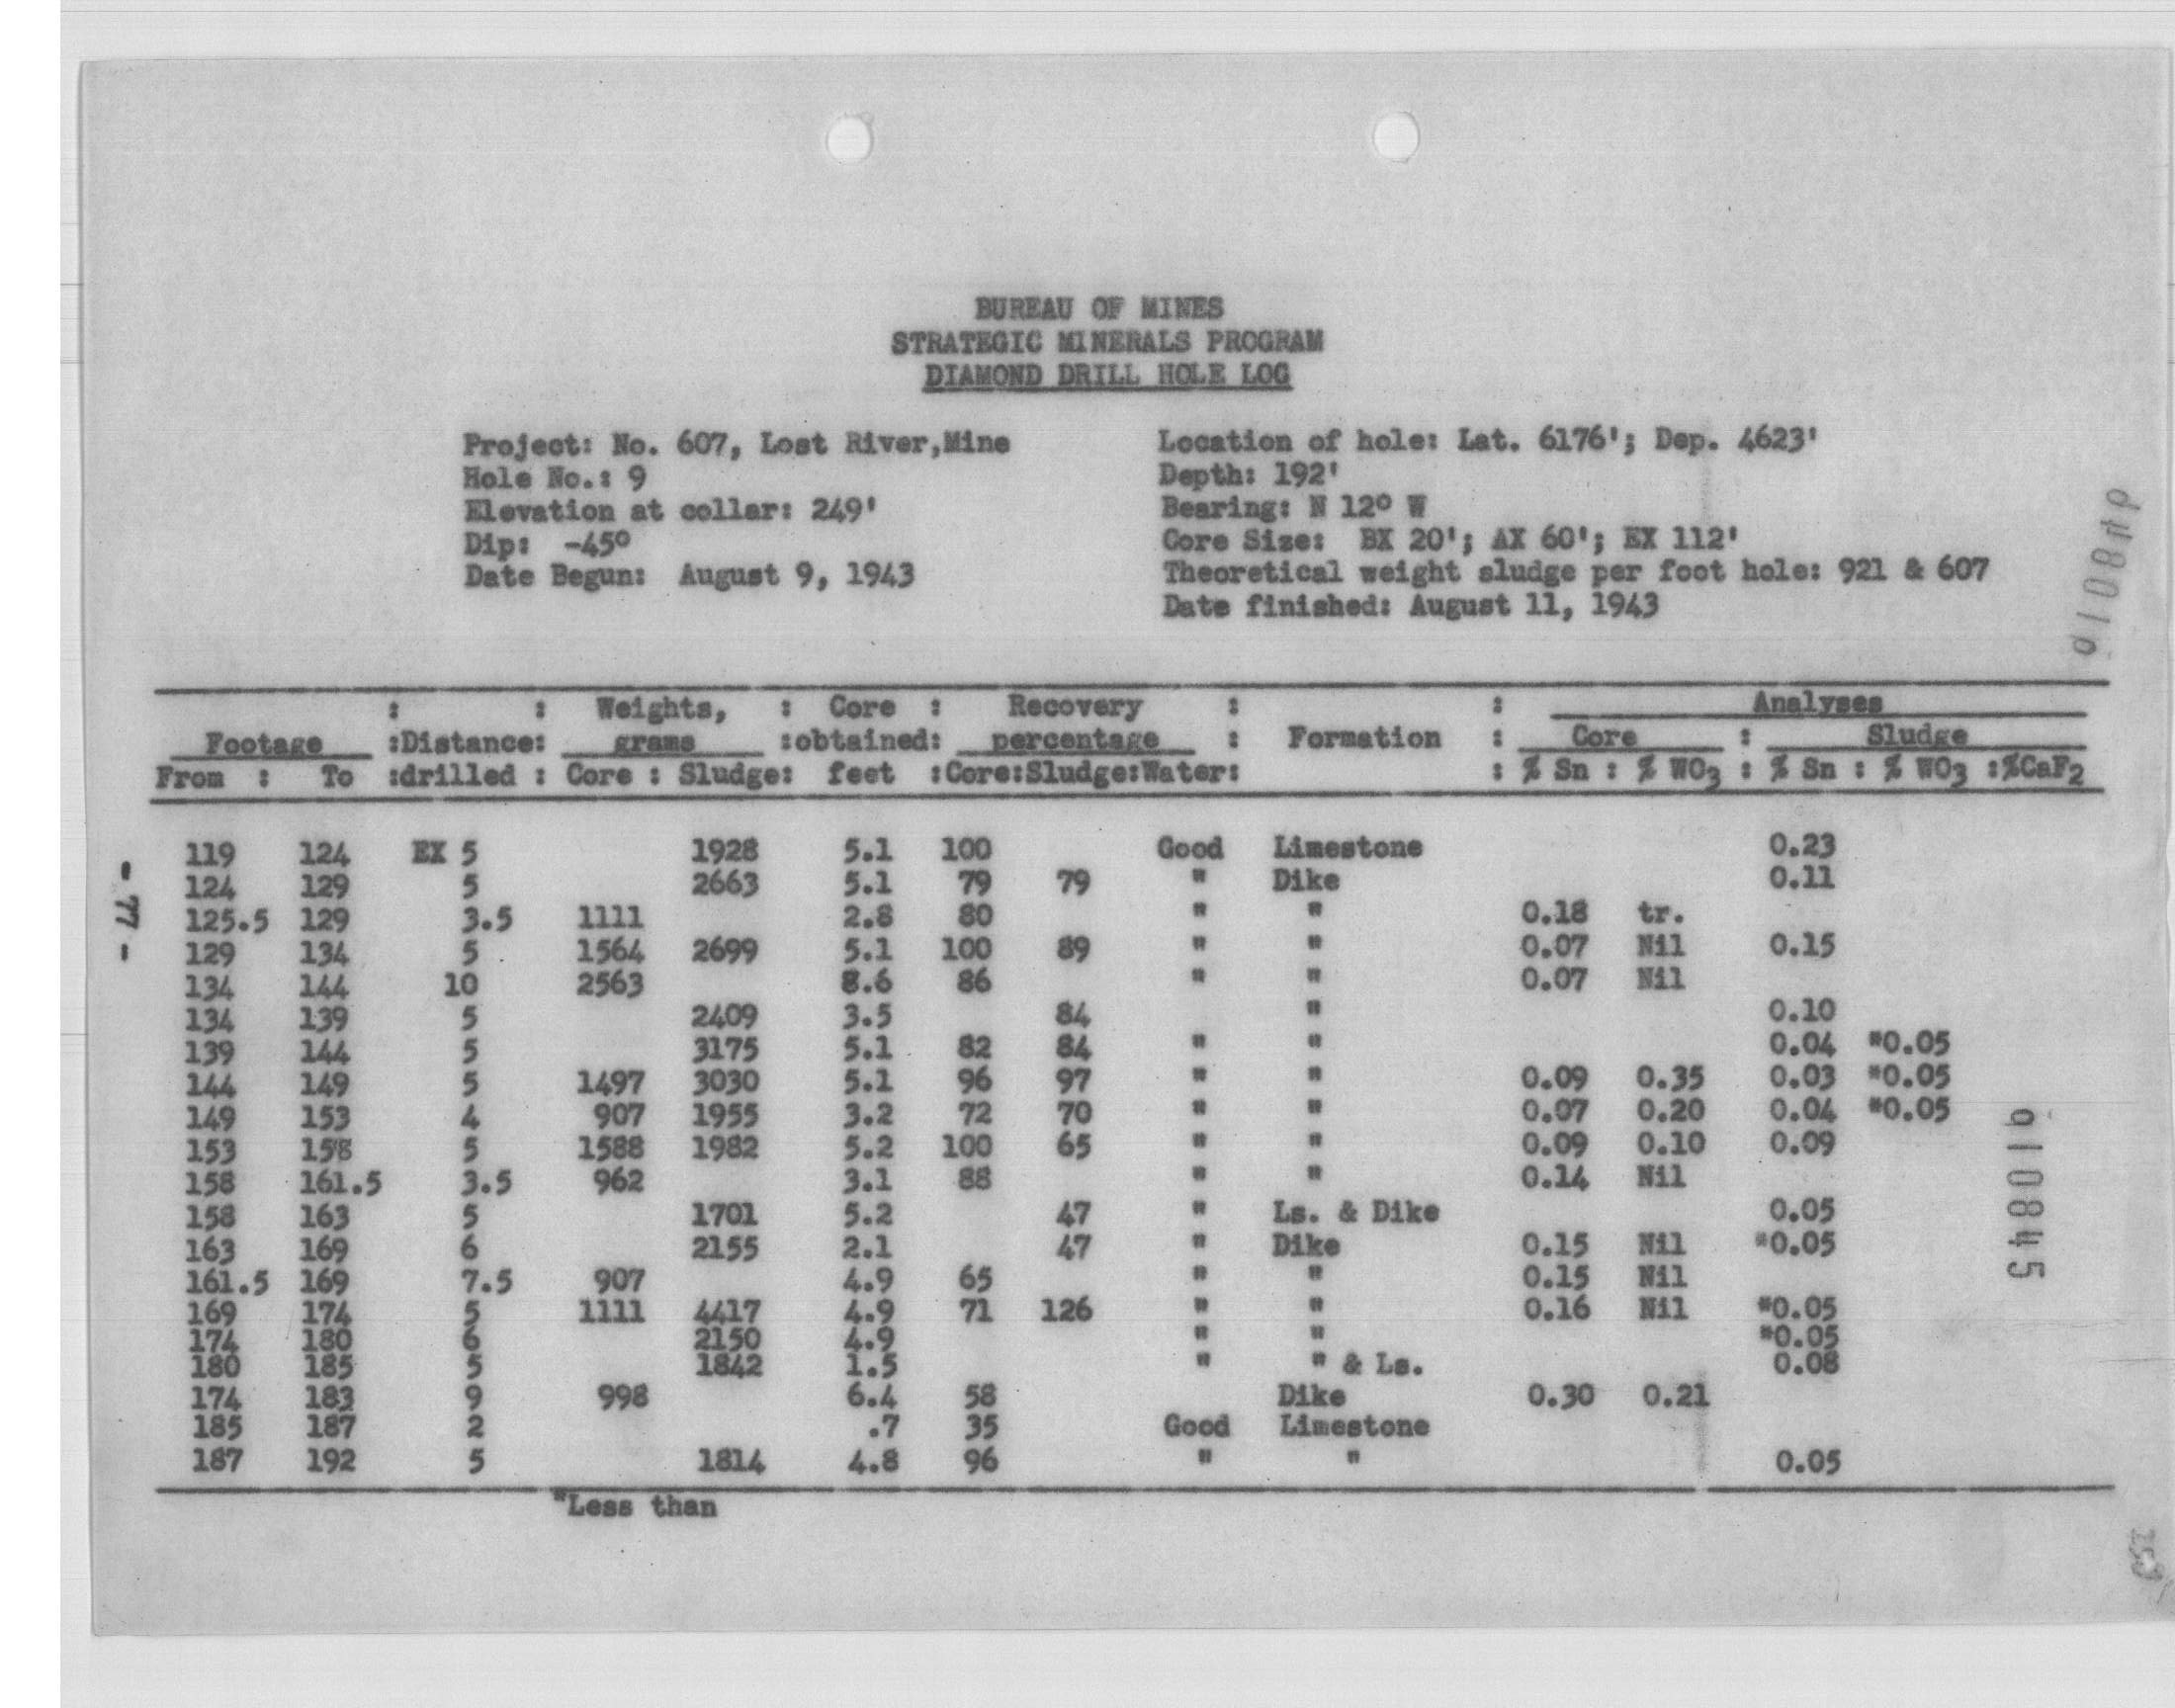 BUREAU OF MINES
STRATEGIC MINERALS PROGRAM
DIAMOND DRILL HOLE LOG
Project: No. 607, Lost River,Mine
Hole No.: 9
Elevation at collar: 249'
Dip: -45°
Date Begun: August 9, 1943
Location of hole: Lat. 6176'; Dep. 4623'
Depth: 192'
Bearing: N 12° W
Core Size: BX 20'; AX 60'; EX 112'
Theoretical weight sludge per foot hole: 921 & 607
Date finished: August 11, 1943
: : Weights, : Core : Recovery : : Analyses
Footage :Distance: grams :obtained: percentage : Formation : Core : Sludge
From : To :drilled : Core : Sludge: feet :Core:Sludge:Water: : % Sn : % WO3 : % Sn : % WO3 :%CaF2
119 124 EX 5 1928 5.1 100 Good Limestone 0.23
124 129 5 2663 5.1 79 79 " Dike 0.11
125.5 129 3.5 1111 2.8 80 " " 0.18 tr.
129 134 5 1564 2699 5.1 100 89 " " 0.07 Nil 0.15
134 144 10 2563 8.6 86 " " 0.07 Nil
134 139 5 2409 3.5 84 " 0.10
139 144 5 3175 5.1 82 84 " " 0.04 *0.05
144 149 5 1497 3030 5.1 96 97 " " 0.09 0.35 0.03 *0.05
149 153 4 907 1955 3.2 72 70 " " 0.07 0.20 0.04 *0.05
153 158 5 1588 1982 5.2 100 65 " " 0.09 0.10 0.09
158 161.5 3.5 962 3.1 88 " " 0.14 Nil
158 163 5 1701 5.2 47 " Ls. & Dike 0.05
163 169 6 2155 2.1 47 " Dike 0.15 Nil *0.05
161.5 169 7.5 907 4.9 65 " " 0.15 Nil
169 174 5 1111 4417 4.9 71 126 " " 0.16 Nil *0.05
174 180 6 2150 4.9 " " *0.05
180 185 5 1842 1.5 " " & Ls. 0.08
174 183 9 998 6.4 58 Dike 0.30 0.21
185 187 2 .7 35 Good Limestone
187 192 5 1814 4.8 96 " " 0.05
*Less than
- 77 -
910845